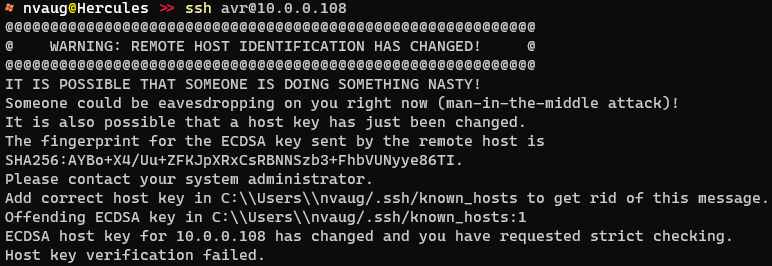 nvaug@Hercules >> ssh avr@10.0.0.108
@@@@@@@@@@@@@@@@@@@@@@@@@@@@@@@@@@@@@@@@@@@@@@@@@@@@@@@@@@@
@    WARNING: REMOTE HOST IDENTIFICATION HAS CHANGED!     @
@@@@@@@@@@@@@@@@@@@@@@@@@@@@@@@@@@@@@@@@@@@@@@@@@@@@@@@@@@@
IT IS POSSIBLE THAT SOMEONE IS DOING SOMETHING NASTY!
Someone could be eavesdropping on you right now (man-in-the-middle attack)!
It is also possible that a host key has just been changed.
The fingerprint for the ECDSA key sent by the remote host is
SHA256:AYBo+X4/Uu+ZFKJpXRxCsRBNNSzb3+FhbVUNyye86TI.
Please contact your system administrator.
Add correct host key in C:\\Users\\nvaug/.ssh/known_hosts to get rid of this message.
Offending ECDSA key in C:\\Users\\nvaug/.ssh/known_hosts:1
ECDSA host key for 10.0.0.108 has changed and you have requested strict checking.
Host key verification failed.